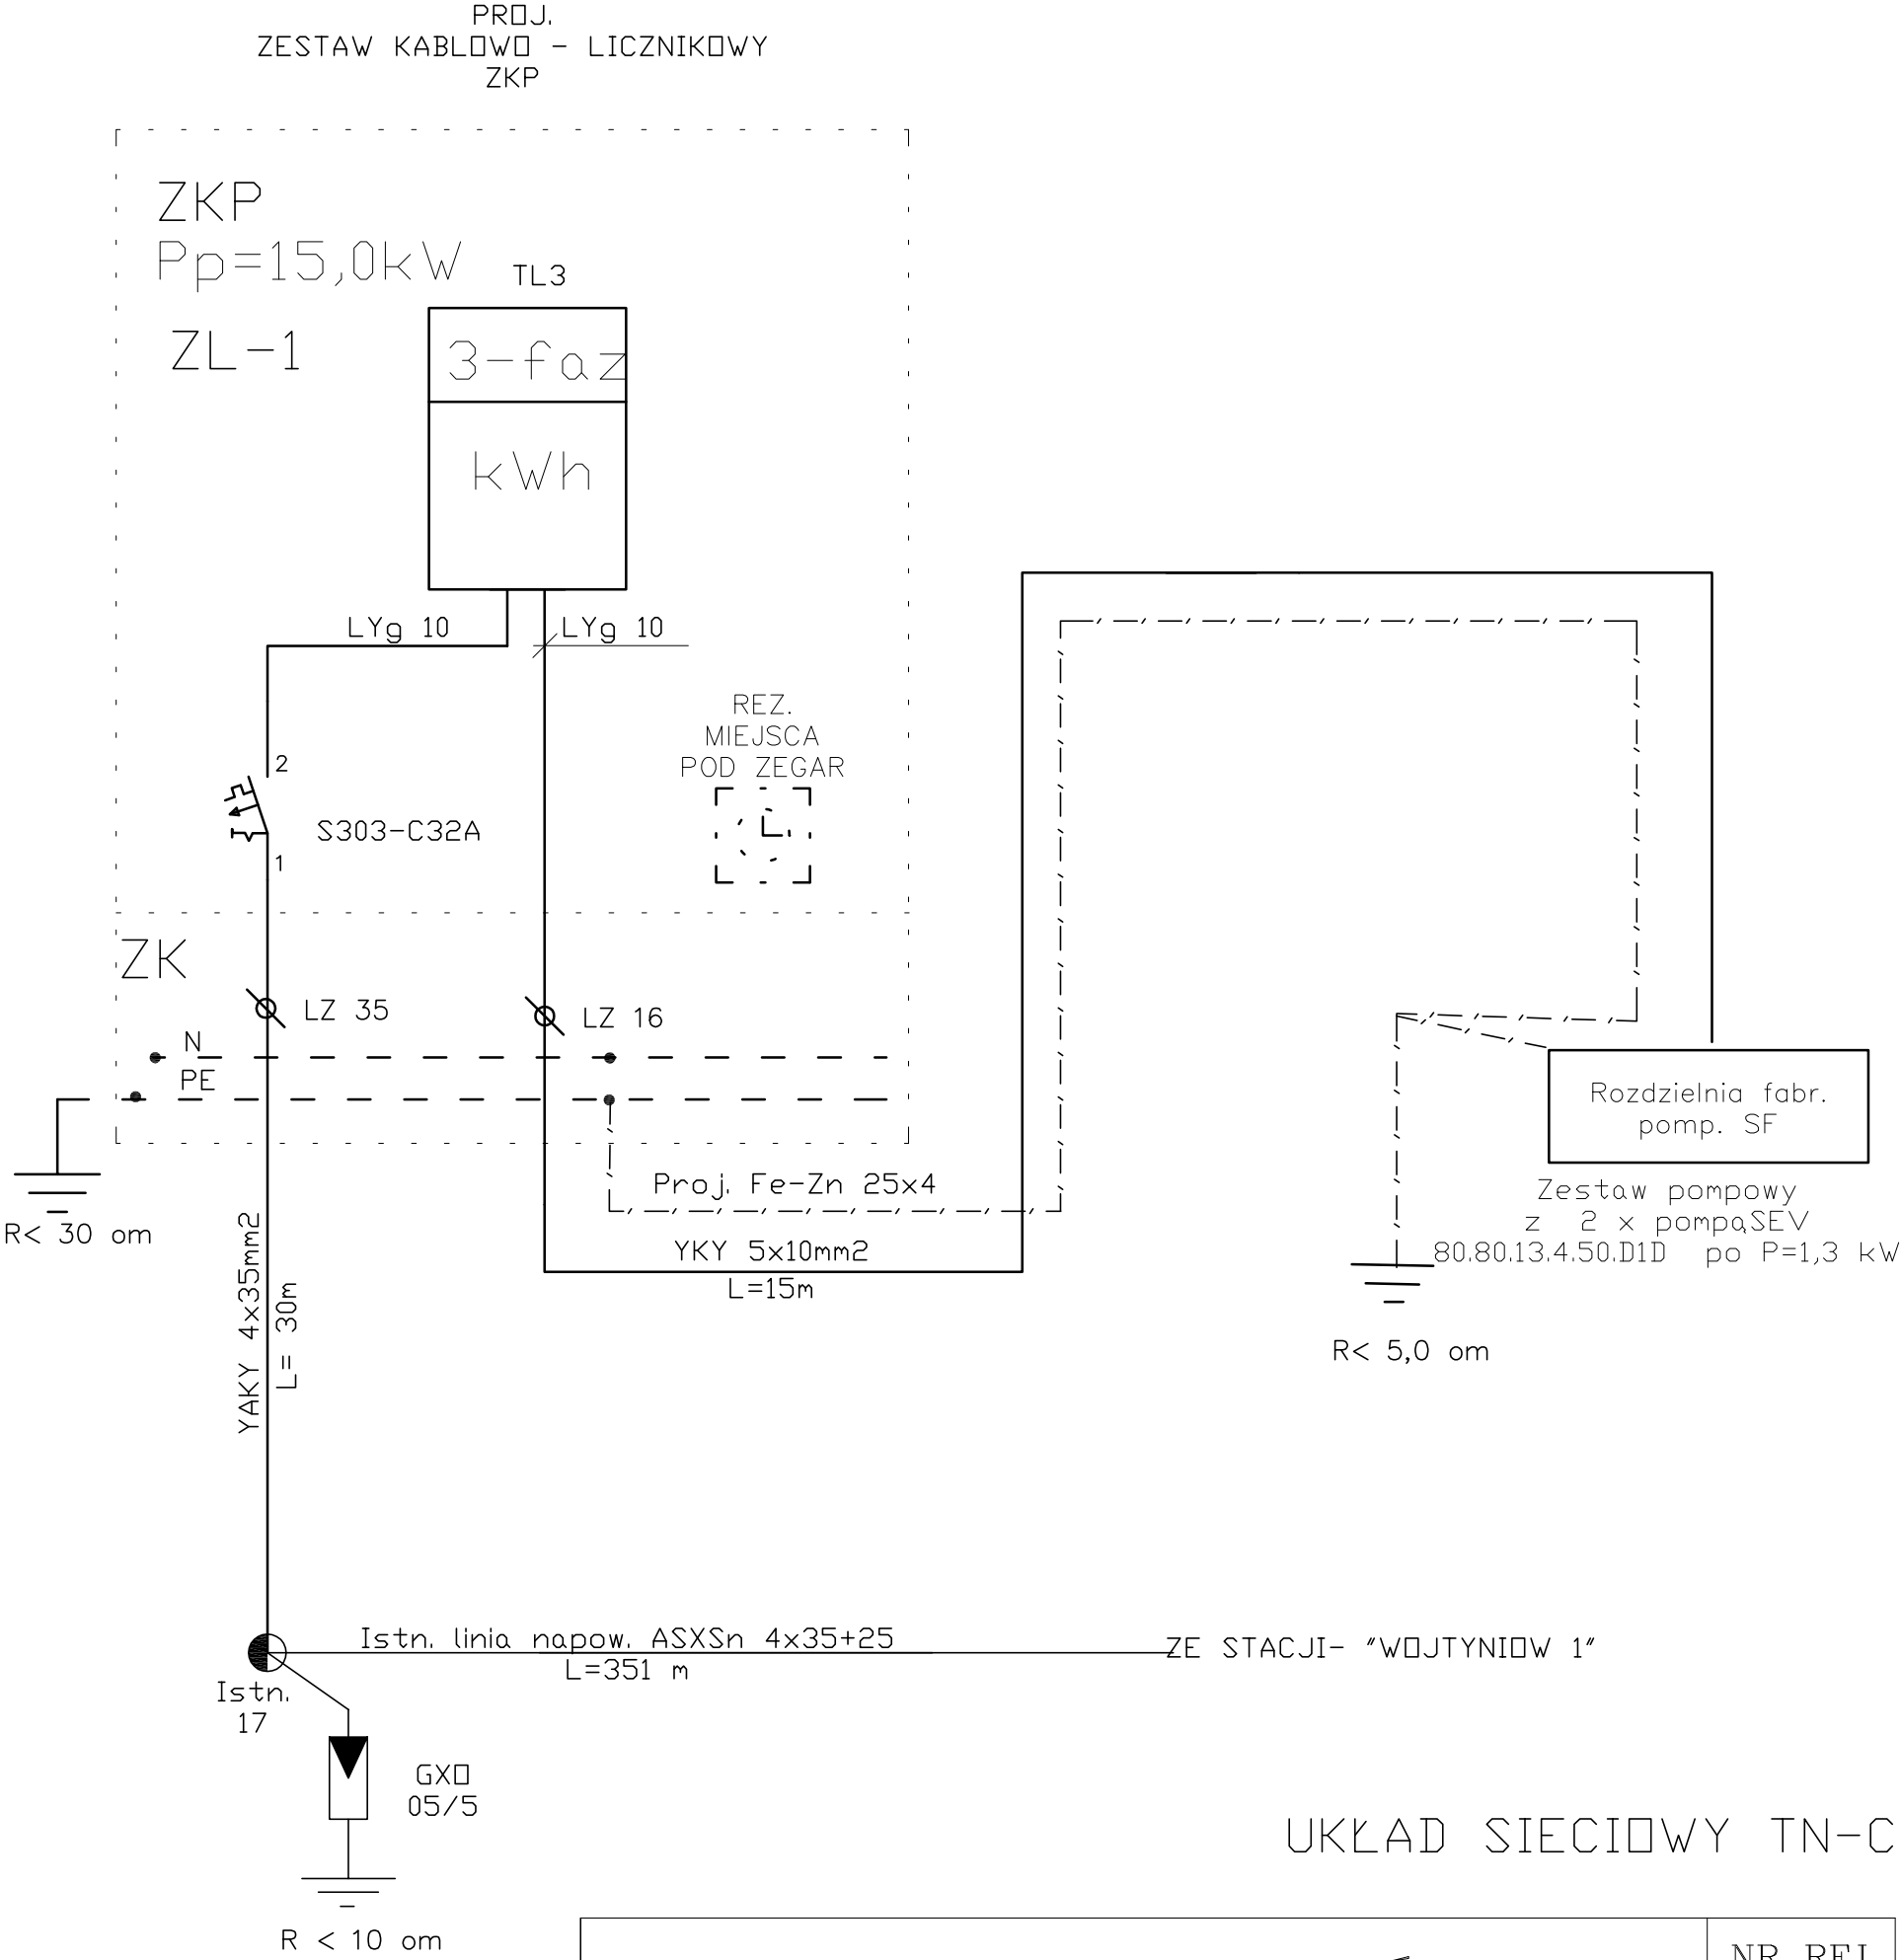 PROJ.
ZESTAW KABLOWO - LICZNIKOWY
ZKP
ZKP
Pp=15,0kW
TL3
ZL-1
3-faz
kWh
LYg 10
LYg 10
REZ.
MIEJSCA
POD ZEGAR
2
S303-C32A
1
ZK
LZ 35
LZ 16
N
PE
R< 30 om
Proj. Fe-Zn 25x4
YKY 5x10mm2
L=15m
YAKY 4x35mm2
L= 30m
Rozdzielnia fabr.
pomp. SF
Zestaw pompowy
z 2 x pompą SEV
80.80.13.4.50.D1D po P=1,3 kW
R< 5,0 om
Istn. linia napow. ASXSn 4x35+25
L=351 m
ZE STACJI- "WOJTYNIOW 1"
Istn.
17
GXO
05/5
R < 10 om
UKŁAD SIECIOWY TN-C